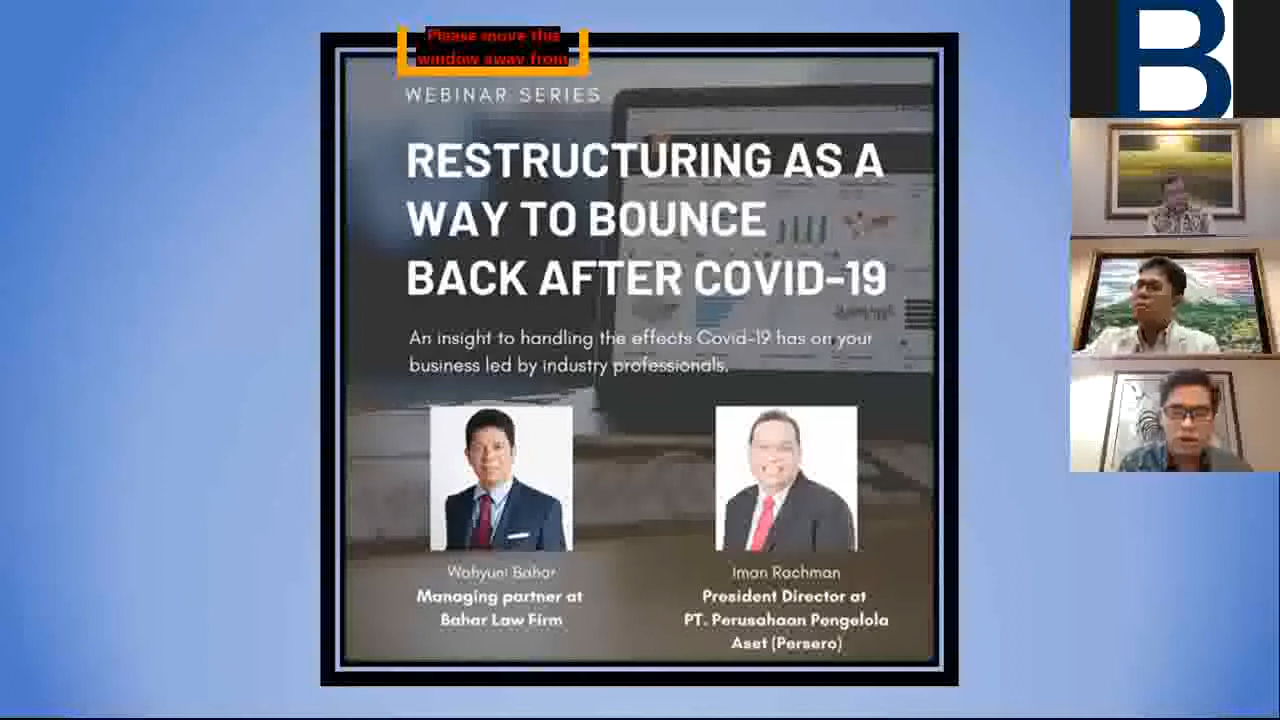 Please move this
window away from
WEBINAR SERIES
RESTRUCTURING AS A
WAY TO BOUNCE
BACK AFTER COVID-19
An insight to handling the effects Covid-19 has on your
business led by industry professionals.
Wahyuni Bahar
Managing partner at
Bahar Law Firm
Iman Rachman
President Director at
PT. Perusahaan Pengelola
Aset (Persero)
B